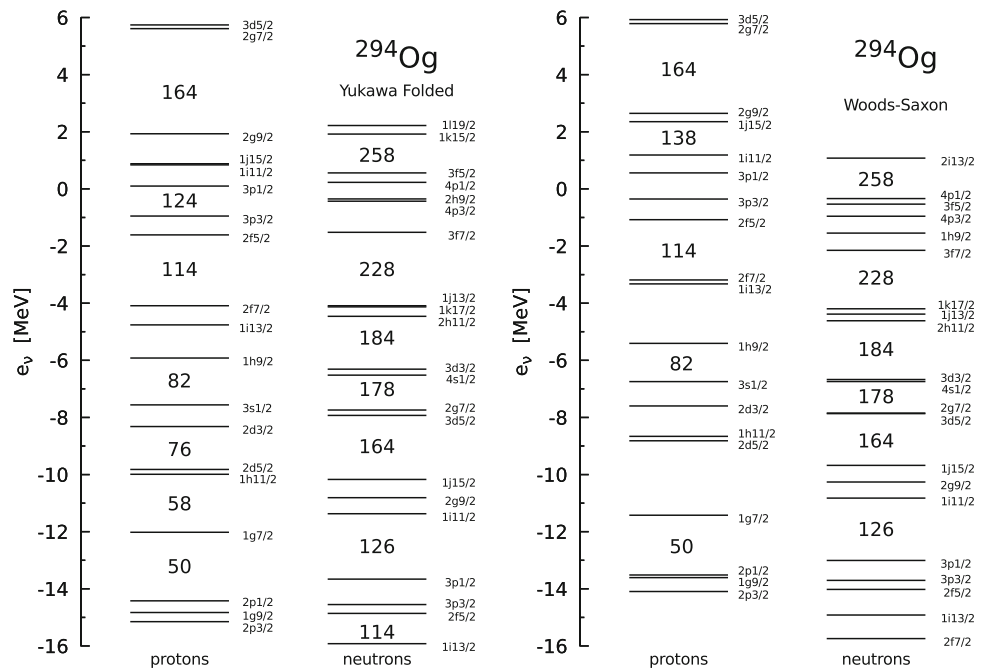 6
4
2
0
-2
-4
-6
-8
-10
-12
-14
-16
eν [MeV]
3d5/2
2g7/2
164
2g9/2
1j15/2
1i11/2
3p1/2
124
3p3/2
2f5/2
114
2f7/2
1i13/2
1h9/2
82
3s1/2
2d3/2
76
2d5/2
1h11/2
58
1g7/2
50
2p1/2
1g9/2
2p3/2
protons
294Og
Yukawa Folded
1l19/2
1k15/2
258
3f5/2
4p1/2
2h9/2
4p3/2
3f7/2
228
1j13/2
1k17/2
2h11/2
184
3d3/2
4s1/2
178
2g7/2
3d5/2
164
1j15/2
2g9/2
1i11/2
126
3p1/2
3p3/2
2f5/2
114
1i13/2
neutrons
6
4
2
0
-2
-4
-6
-8
-10
-12
-14
-16
eν [MeV]
3d5/2
2g7/2
164
2g9/2
1j15/2
138
1i11/2
3p1/2
3p3/2
2f5/2
114
2f7/2
1i13/2
1h9/2
82
3s1/2
2d3/2
1h11/2
2d5/2
1g7/2
50
2p1/2
1g9/2
2p3/2
protons
294Og
Woods-Saxon
2i13/2
258
4p1/2
3f5/2
4p3/2
1h9/2
3f7/2
228
1k17/2
1j13/2
2h11/2
184
3d3/2
4s1/2
178
2g7/2
3d5/2
164
1j15/2
2g9/2
1i11/2
126
3p1/2
3p3/2
2f5/2
1i13/2
2f7/2
neutrons